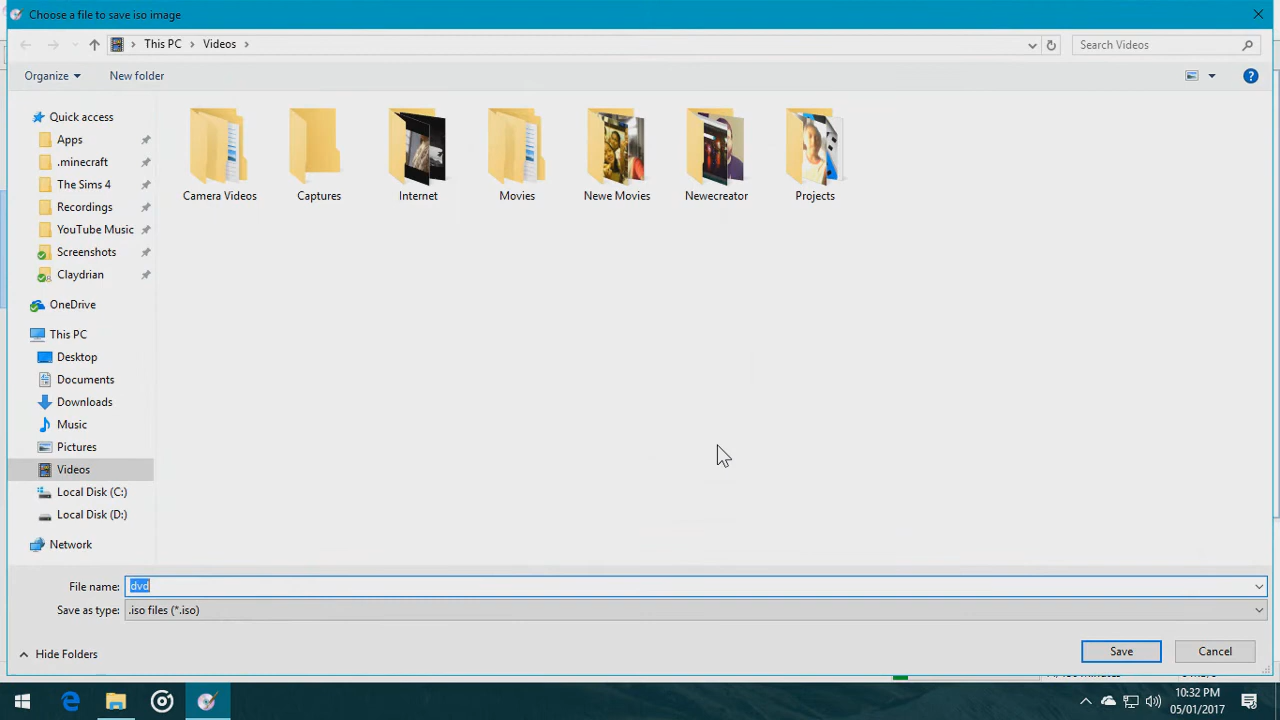 Choose a file to save iso image
This PC
Videos
Search Videos
Organize
New folder
Quick access
Apps
.minecraft
The Sims 4
Recordings
YouTube Music
Screenshots
Claydrian
OneDrive
This PC
Desktop
Documents
Downloads
Music
Pictures
Videos
Local Disk (C:)
Local Disk (D:)
Network
Camera Videos
Captures
Internet
Movies
Newe Movies
Newecreator
Projects
File name:
dvd
Save as type:
.iso files (*.iso)
Hide Folders
Save
Cancel
10:32 PM
05/01/2017